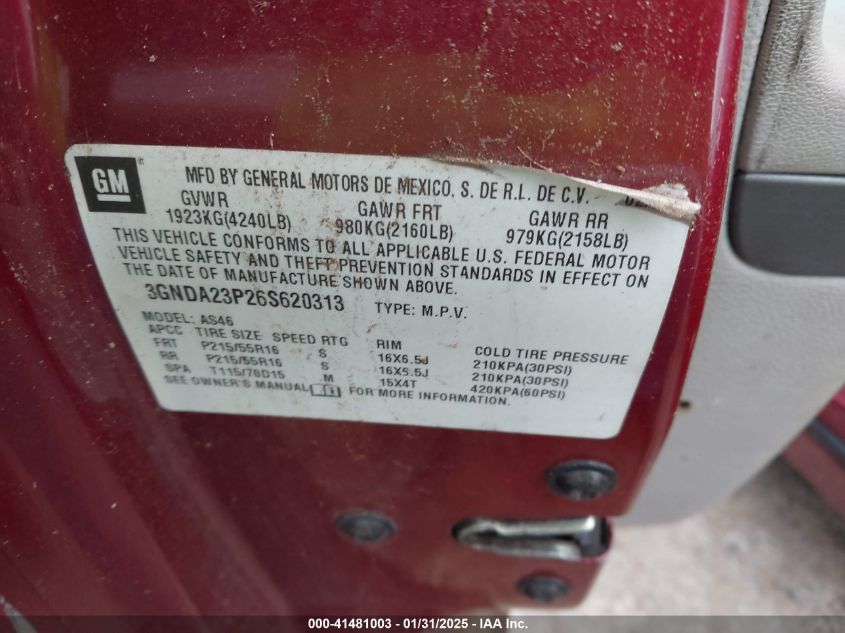 GM
MFD BY GENERAL MOTORS DE MEXICO, S. DE R.L. DE C.V.
GVWR GAWR FRT GAWR RR
1923KG(4240LB) 980KG(2160LB) 979KG(2158LB)
THIS VEHICLE CONFORMS TO ALL APPLICABLE U.S. FEDERAL MOTOR
VEHICLE SAFETY AND THEFT PREVENTION STANDARDS IN EFFECT ON
THE DATE OF MANUFACTURE SHOWN ABOVE.
3GNDA23P26S620313 TYPE: M.P.V.
MODEL: AS46
APCC TIRE SIZE SPEED RTG RIM COLD TIRE PRESSURE
FRT P215/55R16 S 16X6.5J 210KPA(30PSI)
RR P215/55R16 S 16X6.5J 210KPA(30PSI)
SPA T115/70D15 M 15X4T 420KPA(60PSI)
SEE OWNER'S MANUAL FOR MORE INFORMATION.
000-41481003 - 01/31/2025 - IAA Inc.